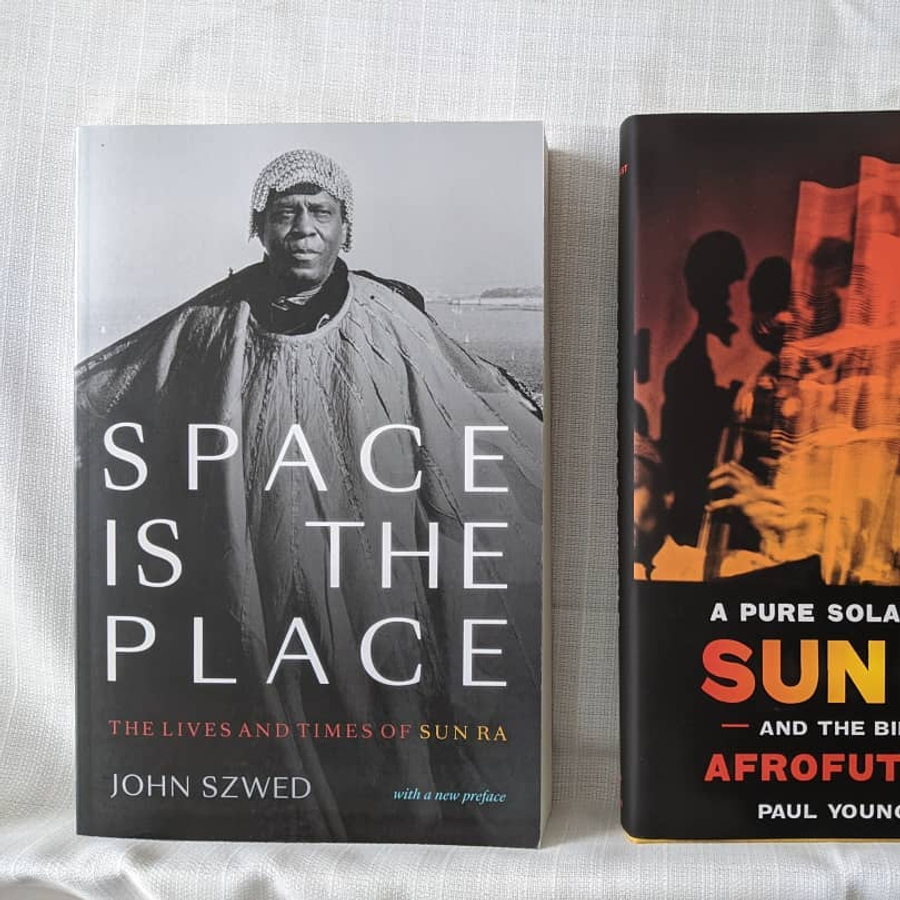 SPACE
IS THE
PLACE
THE LIVES AND TIMES OF SUN RA
JOHN SZWED
with a new preface
A PURE SOLA
SUN
— AND THE BI
AFROFUT
PAUL YOUNG